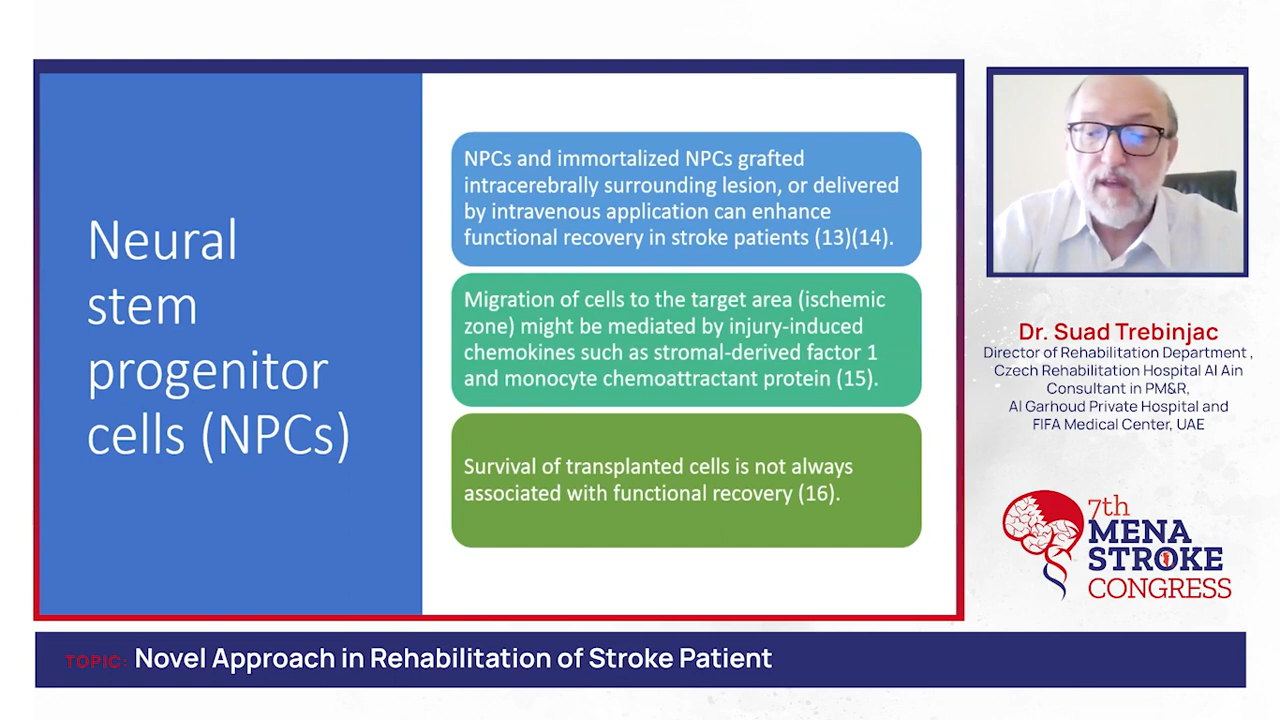 Neural
stem
progenitor
cells (NPCs)
NPCs and immortalized NPCs grafted
intracerebrally surrounding lesion, or delivered
by intravenous application can enhance
functional recovery in stroke patients (13)(14).
Migration of cells to the target area (ischemic
zone) might be mediated by injury-induced
chemokines such as stromal-derived factor 1
and monocyte chemoattractant protein (15).
Survival of transplanted cells is not always
associated with functional recovery (16).
Dr. Suad Trebinjac
Director of Rehabilitation Department ,
Czech Rehabilitation Hospital Al Ain
Consultant in PM&R,
Al Garhoud Private Hospital and
FIFA Medical Center, UAE
7th
MENA
STROKE
CONGRESS
TOPIC: Novel Approach in Rehabilitation of Stroke Patient